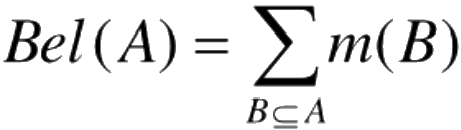 Bel(A) = ∑_{B⊆A} m(B)